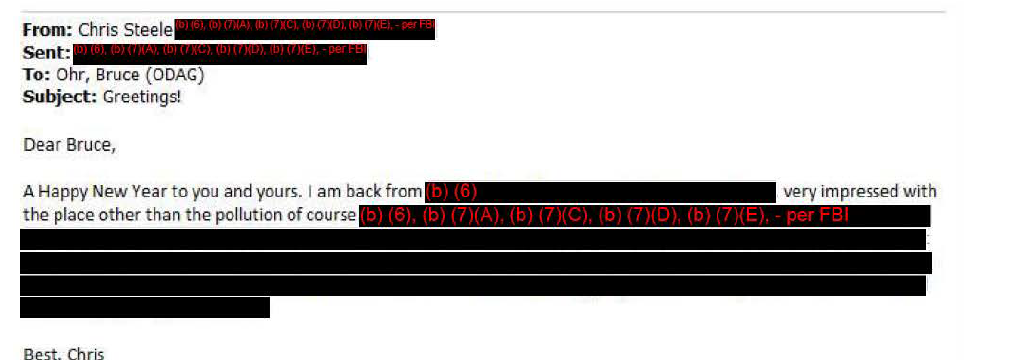 From: Chris Steele (b) (6), (b) (7)(A), (b) (7)(C), (b) (7)(D), (b) (7)(E), - per FBI
Sent: (b) (6), (b) (7)(A), (b) (7)(C), (b) (7)(D), (b) (7)(E), - per FBI
To: Ohr, Bruce (ODAG)
Subject: Greetings!
Dear Bruce,
A Happy New Year to you and yours. I am back from (b) (6) , very impressed with
the place other than the pollution of course (b) (6), (b) (7)(A), (b) (7)(C), (b) (7)(D), (b) (7)(E), - per FBI
Best, Chris